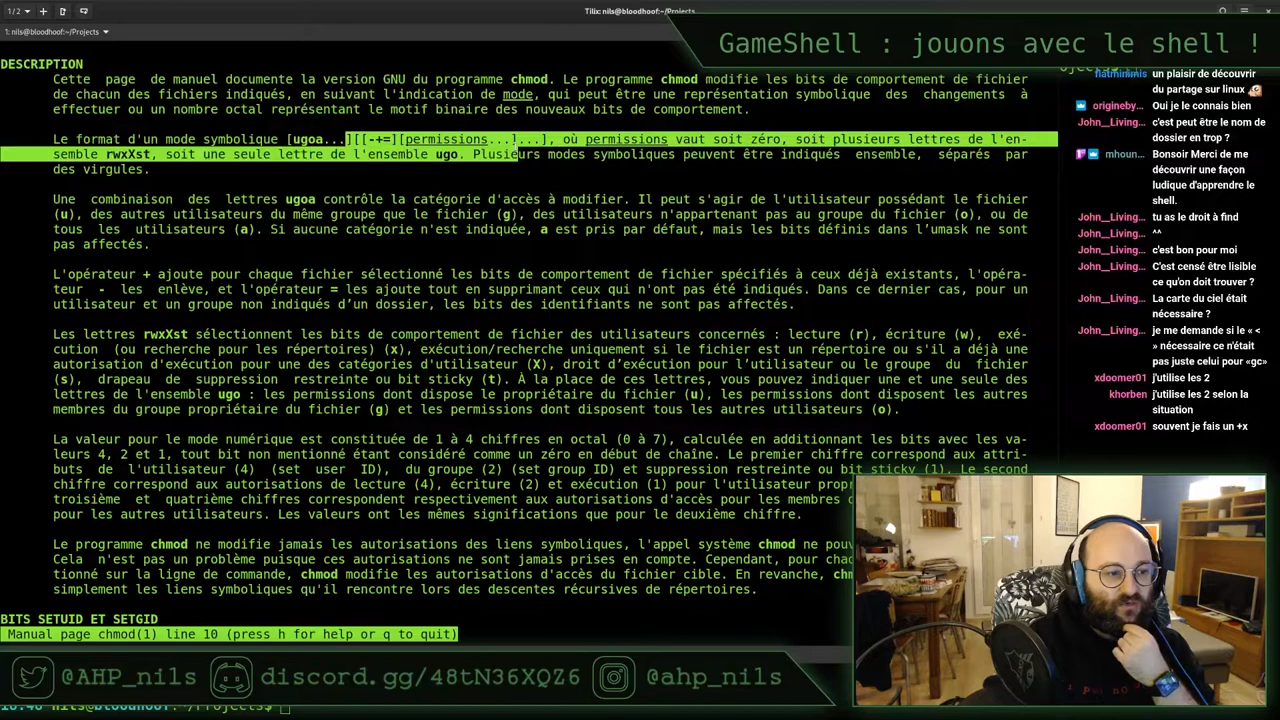 1 / 2
Tilix: nils@bloodhoof:~/Projects
1: nils@bloodhoof:~/Projects
GameShell : jouons avec le shell !
DESCRIPTION
Cette page de manuel documente la version GNU du programme chmod. Le programme chmod modifie les bits de comportement de fichier
de chacun des fichiers indiqués, en suivant l'indication de mode, qui peut être une représentation symbolique des changements à
effectuer ou un nombre octal représentant le motif binaire des nouveaux bits de comportement.
Le format d'un mode symbolique [ugoa...][[-+=][permissions...]...], où permissions vaut soit zéro, soit plusieurs lettres de l'en‐
semble rwxXst, soit une seule lettre de l'ensemble ugo. Plusieurs modes symboliques peuvent être indiqués ensemble, séparés par
des virgules.
Une combinaison des lettres ugoa contrôle la catégorie d'accès à modifier. Il peut s'agir de l'utilisateur possédant le fichier
(u), des autres utilisateurs du même groupe que le fichier (g), des utilisateurs n'appartenant pas au groupe du fichier (o), ou de
tous les utilisateurs (a). Si aucune catégorie n'est indiquée, a est pris par défaut, mais les bits définis dans l’umask ne sont
pas affectés.
L'opérateur + ajoute pour chaque fichier sélectionné les bits de comportement de fichier spécifiés à ceux déjà existants, l'opéra‐
teur - les enlève, et l'opérateur = les ajoute tout en supprimant ceux qui n'ont pas été indiqués. Dans ce dernier cas, pour un
utilisateur et un groupe non indiqués d’un dossier, les bits des identifiants ne sont pas affectés.
Les lettres rwxXst sélectionnent les bits de comportement de fichier des utilisateurs concernés : lecture (r), écriture (w), exé‐
cution (ou recherche pour les répertoires) (x), exécution/recherche uniquement si le fichier est un répertoire ou s'il a déjà une
autorisation d'exécution pour une des catégories d'utilisateur (X), droit d’exécution pour l’utilisateur ou le groupe du fichier
(s), drapeau de suppression restreinte ou bit sticky (t). À la place de ces lettres, vous pouvez indiquer une et une seule des
lettres de l'ensemble ugo : les permissions dont dispose le propriétaire du fichier (u), les permissions dont disposent les autres
membres du groupe propriétaire du fichier (g) et les permissions dont disposent tous les autres utilisateurs (o).
La valeur pour le mode numérique est constituée de 1 à 4 chiffres en octal (0 à 7), calculée en additionnant les bits avec les va‐
leurs 4, 2 et 1, tout bit non mentionné étant considéré comme un zéro en début de chaîne. Le premier chiffre correspond aux attri‐
buts de l'utilisateur (4) (set user ID), du groupe (2) (set group ID) et suppression restreinte ou bit sticky (1). Le second
chiffre correspond aux autorisations de lecture (4), écriture (2) et exécution (1) pour l'utilisateur
troisième et quatrième chiffres correspondent respectivement aux autorisations d'accès pour les membres
pour les autres utilisateurs. Les valeurs ont les mêmes significations que pour le deuxième chiffre.
Le programme chmod ne modifie jamais les autorisations des liens symboliques, l'appel système chmod ne
Cela n'est pas un problème puisque ces autorisations ne sont jamais prises en compte. Cependant, pour
tionné sur la ligne de commande, chmod modifie les autorisations d'accès du fichier cible. En revanche,
simplement les liens symboliques qu'il rencontre lors des descentes récursives de répertoires.
BITS SETUID ET SETGID
Manual page chmod(1) line 10 (press h for help or q to quit)
un plaisir de découvrir
du partage sur linux
origineby... Oui je le connais bien
John__Living... c'est peut être le nom de
dossier en trop ?
mhoun... Bonsoir Merci de me
découvrir une façon
ludique d'apprendre le
shell.
John__Living... tu as le droit à find
John__Living... ^^
John__Living... c'est bon pour moi
John__Living... C'est censé être lisible
ce qu'on doit trouver ?
John__Living... La carte du ciel était
nécessaire ?
John__Living... je me demande si le « <
» nécessaire ce n'était
pas juste celui pour «gc»
xdoomer01 j'utilise les 2
khorben j'utilise les 2 selon la
situation
xdoomer01 souvent je fais un +x
@AHP_nils
discord.gg/48tN36XQZ6
@ahp_nils
nils@bloodhoof:~/Projects$